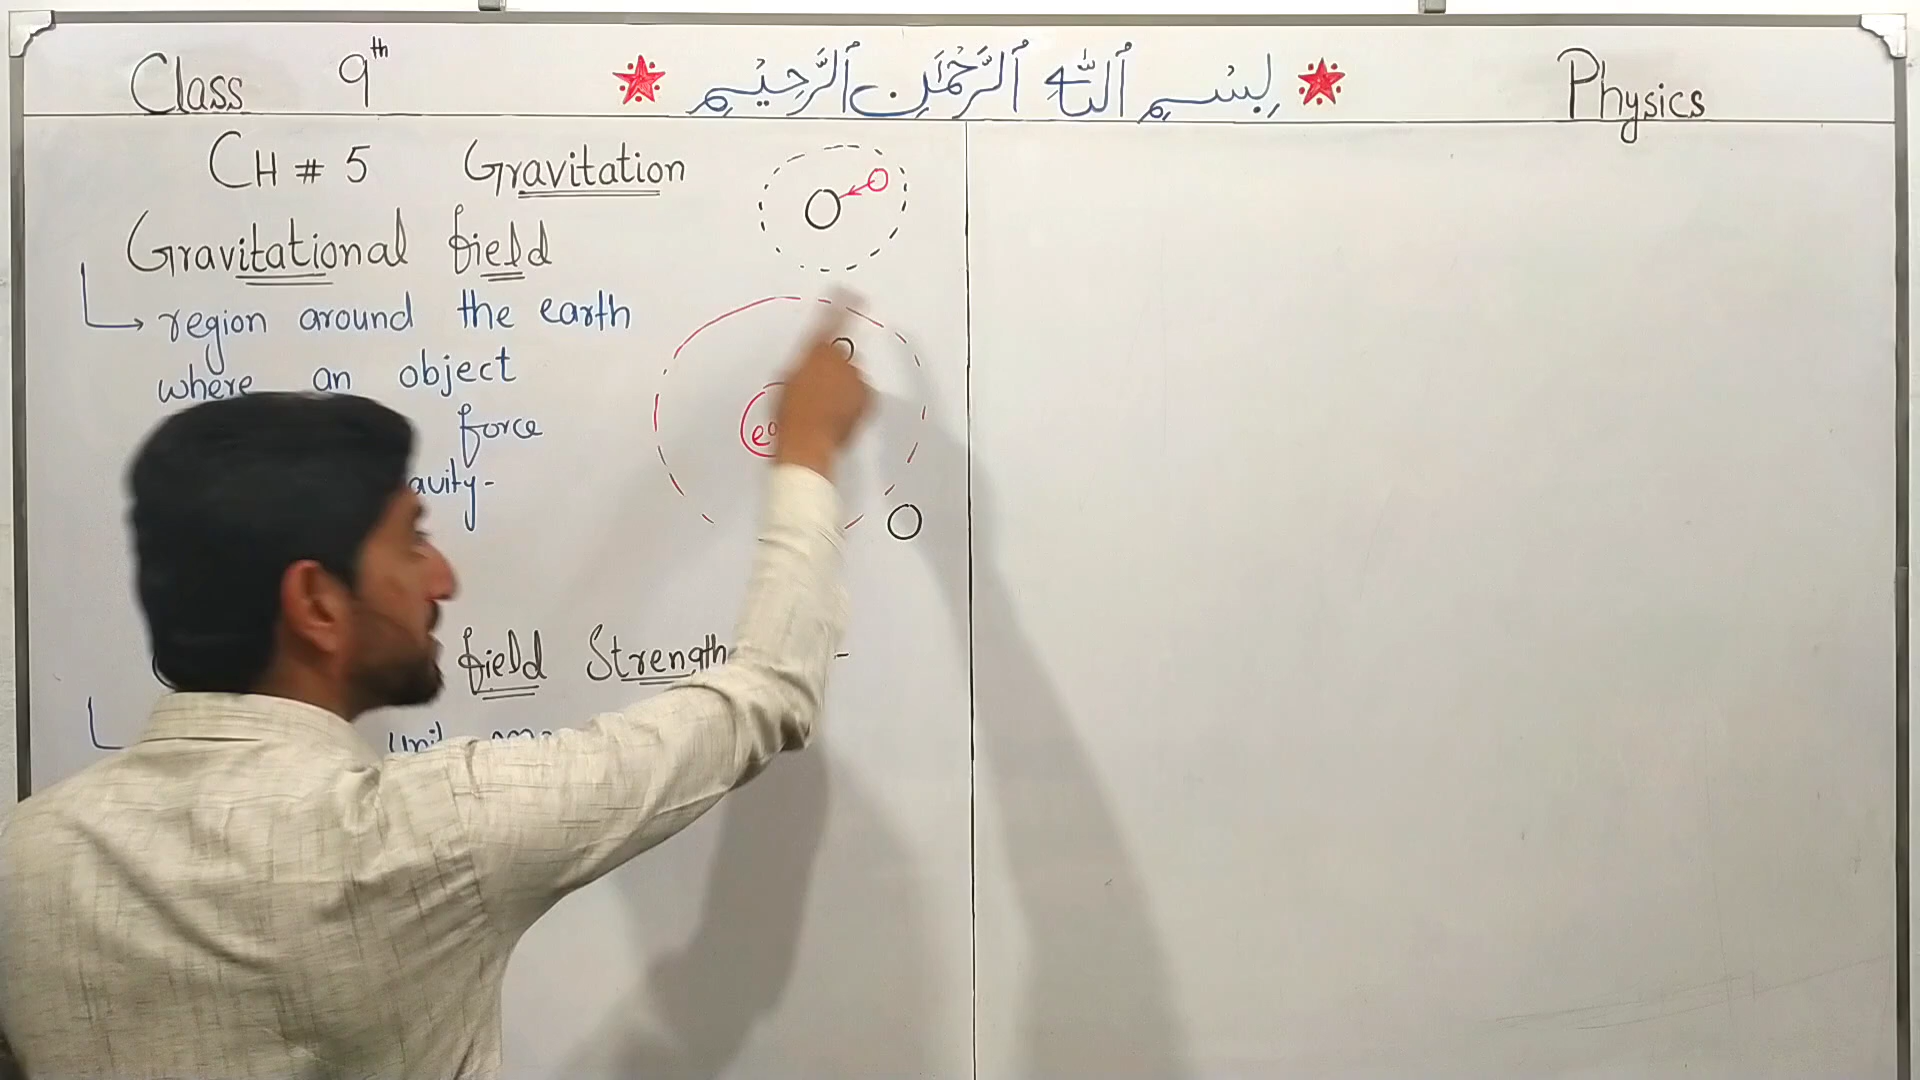 Class 9th
بِسْمِ ٱللَّٰهِ ٱلرَّحْمَٰنِ ٱلرَّحِيمِ
Physics
CH # 5 Gravitation
Gravitational field
region around the earth
where an object
force
field Strength
Unit